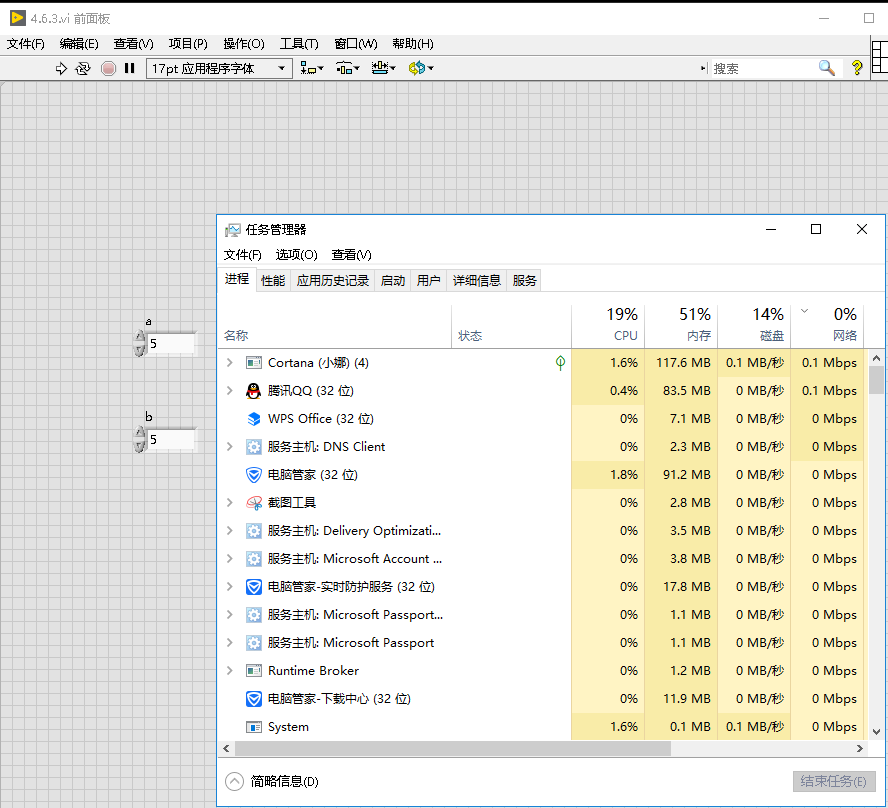 4.6.3.vi 前面板
文件(F) 编辑(E) 查看(V) 项目(P) 操作(O) 工具(T) 窗口(W) 帮助(H)
17pt 应用程序字体 搜索 ?
任务管理器
文件(F) 选项(O) 查看(V)
进程 性能 应用历史记录 启动 用户 详细信息 服务
19% 51% 14% 0%
名称 状态 CPU 内存 磁盘 网络
a
5
b
5
Cortana (小娜) (4) 1.6% 117.6 MB 0.1 MB/秒 0.1 Mbps
腾讯QQ (32 位) 0.4% 83.5 MB 0 MB/秒 0.1 Mbps
WPS Office (32 位) 0% 7.1 MB 0 MB/秒 0 Mbps
服务主机: DNS Client 0% 2.3 MB 0 MB/秒 0 Mbps
电脑管家 (32 位) 1.8% 91.2 MB 0 MB/秒 0 Mbps
截图工具 0% 2.8 MB 0 MB/秒 0 Mbps
服务主机: Delivery Optimizati... 0% 3.5 MB 0 MB/秒 0 Mbps
服务主机: Microsoft Account ... 0% 3.8 MB 0 MB/秒 0 Mbps
电脑管家-实时防护服务 (32 位) 0% 17.8 MB 0 MB/秒 0 Mbps
服务主机: Microsoft Passport... 0% 1.1 MB 0 MB/秒 0 Mbps
服务主机: Microsoft Passport 0% 1.1 MB 0 MB/秒 0 Mbps
Runtime Broker 0% 1.2 MB 0 MB/秒 0 Mbps
电脑管家-下载中心 (32 位) 0% 11.9 MB 0 MB/秒 0 Mbps
System 1.6% 0.1 MB 0.1 MB/秒 0 Mbps
简略信息(D) 结束任务(E)